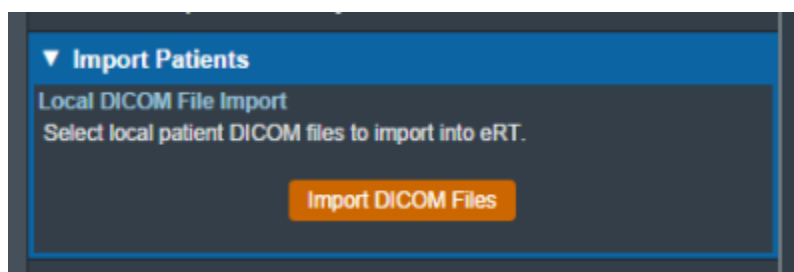 ▼ Import Patients
Local DICOM File Import
Select local patient DICOM files to import into eRT.
Import DICOM Files